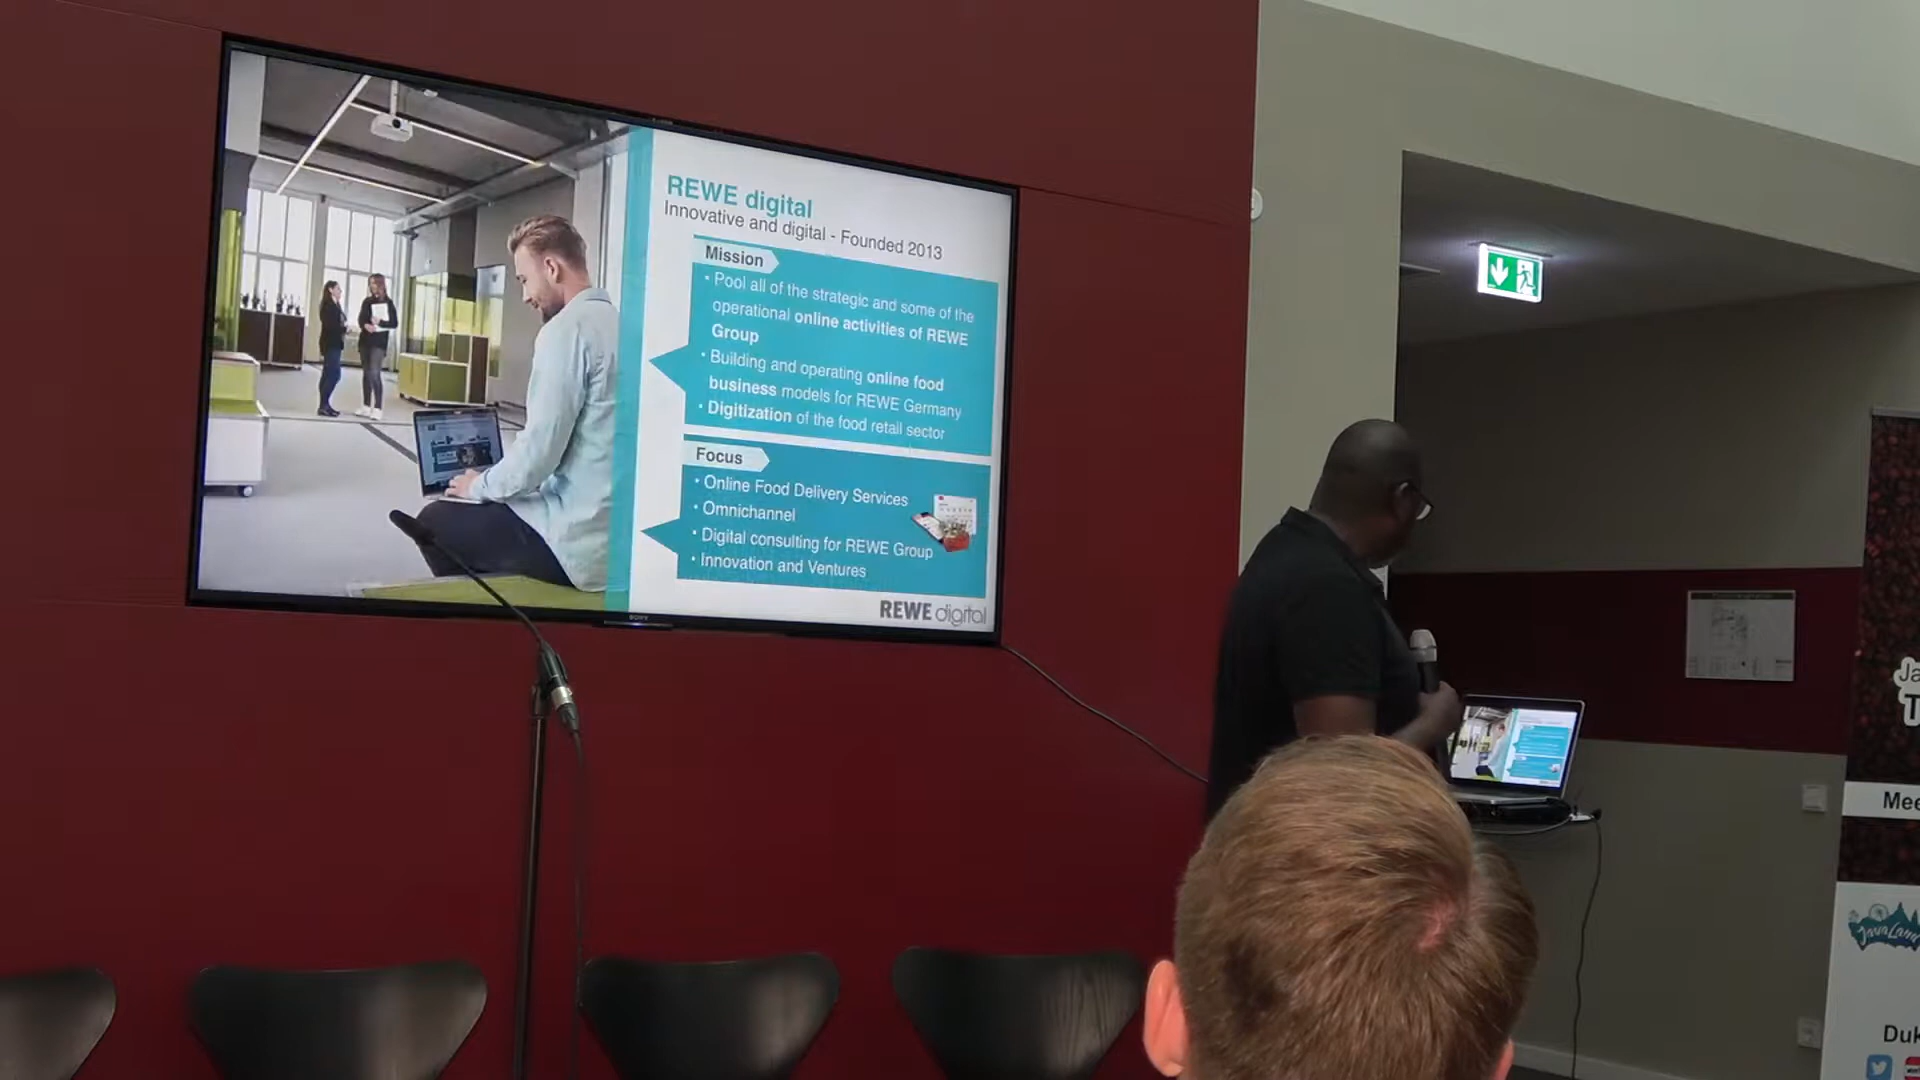 REWE digital
Innovative and digital - Founded 2013
Mission
• Pool all of the strategic and some of the
operational online activities of REWE
Group
• Building and operating online food
business models for REWE Germany
• Digitization of the food retail sector
Focus
• Online Food Delivery Services
• Omnichannel
• Digital consulting for REWE Group
• Innovation and Ventures
REWE digital
SONY
Ja
T
Mee
JavaLand
Duk